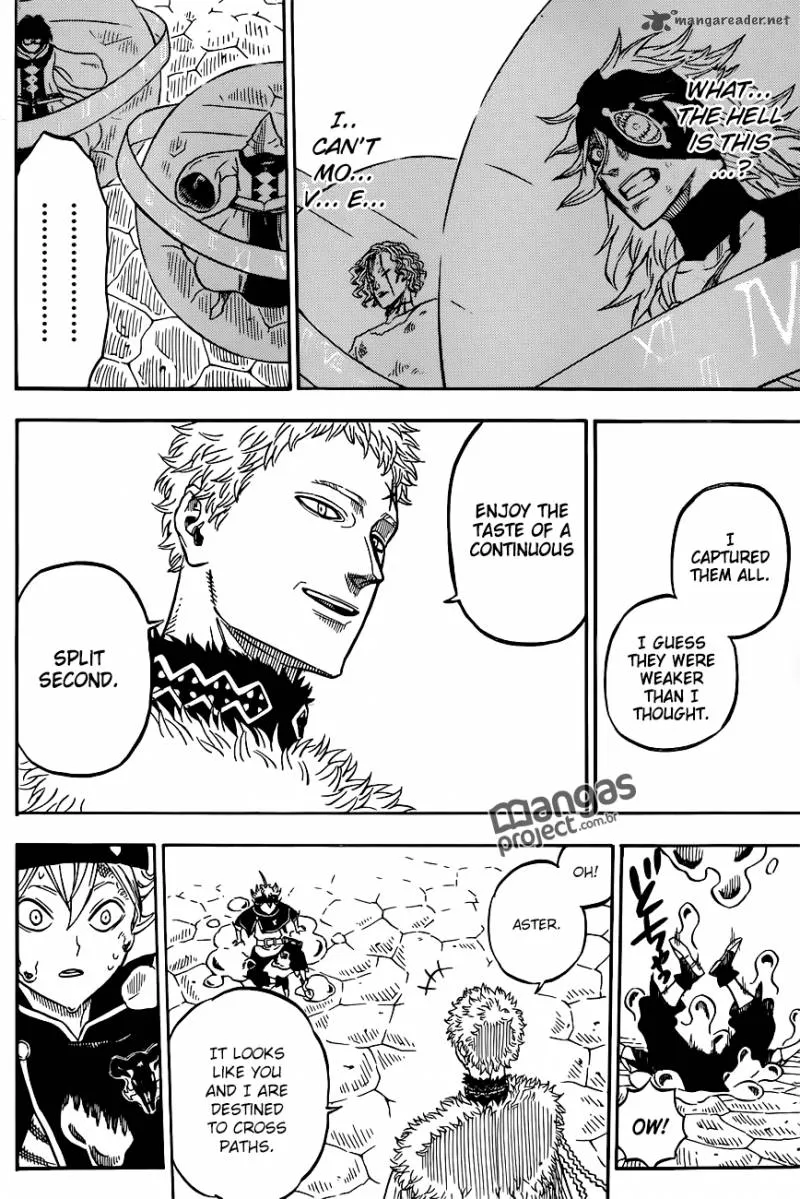 mangareader.net
WHAT...
THE HELL
IS THIS
...?
I..
CAN'T
MO...
V... E...
..........
I
CAPTURED
THEM ALL.
I GUESS
THEY WERE
WEAKER
THAN I
THOUGHT.
ENJOY THE
TASTE OF A
CONTINUOUS
SPLIT
SECOND.
mangas
project.com.br
OW!
OH!
ASTER.
IT LOOKS
LIKE YOU
AND I ARE
DESTINED
TO CROSS
PATHS.